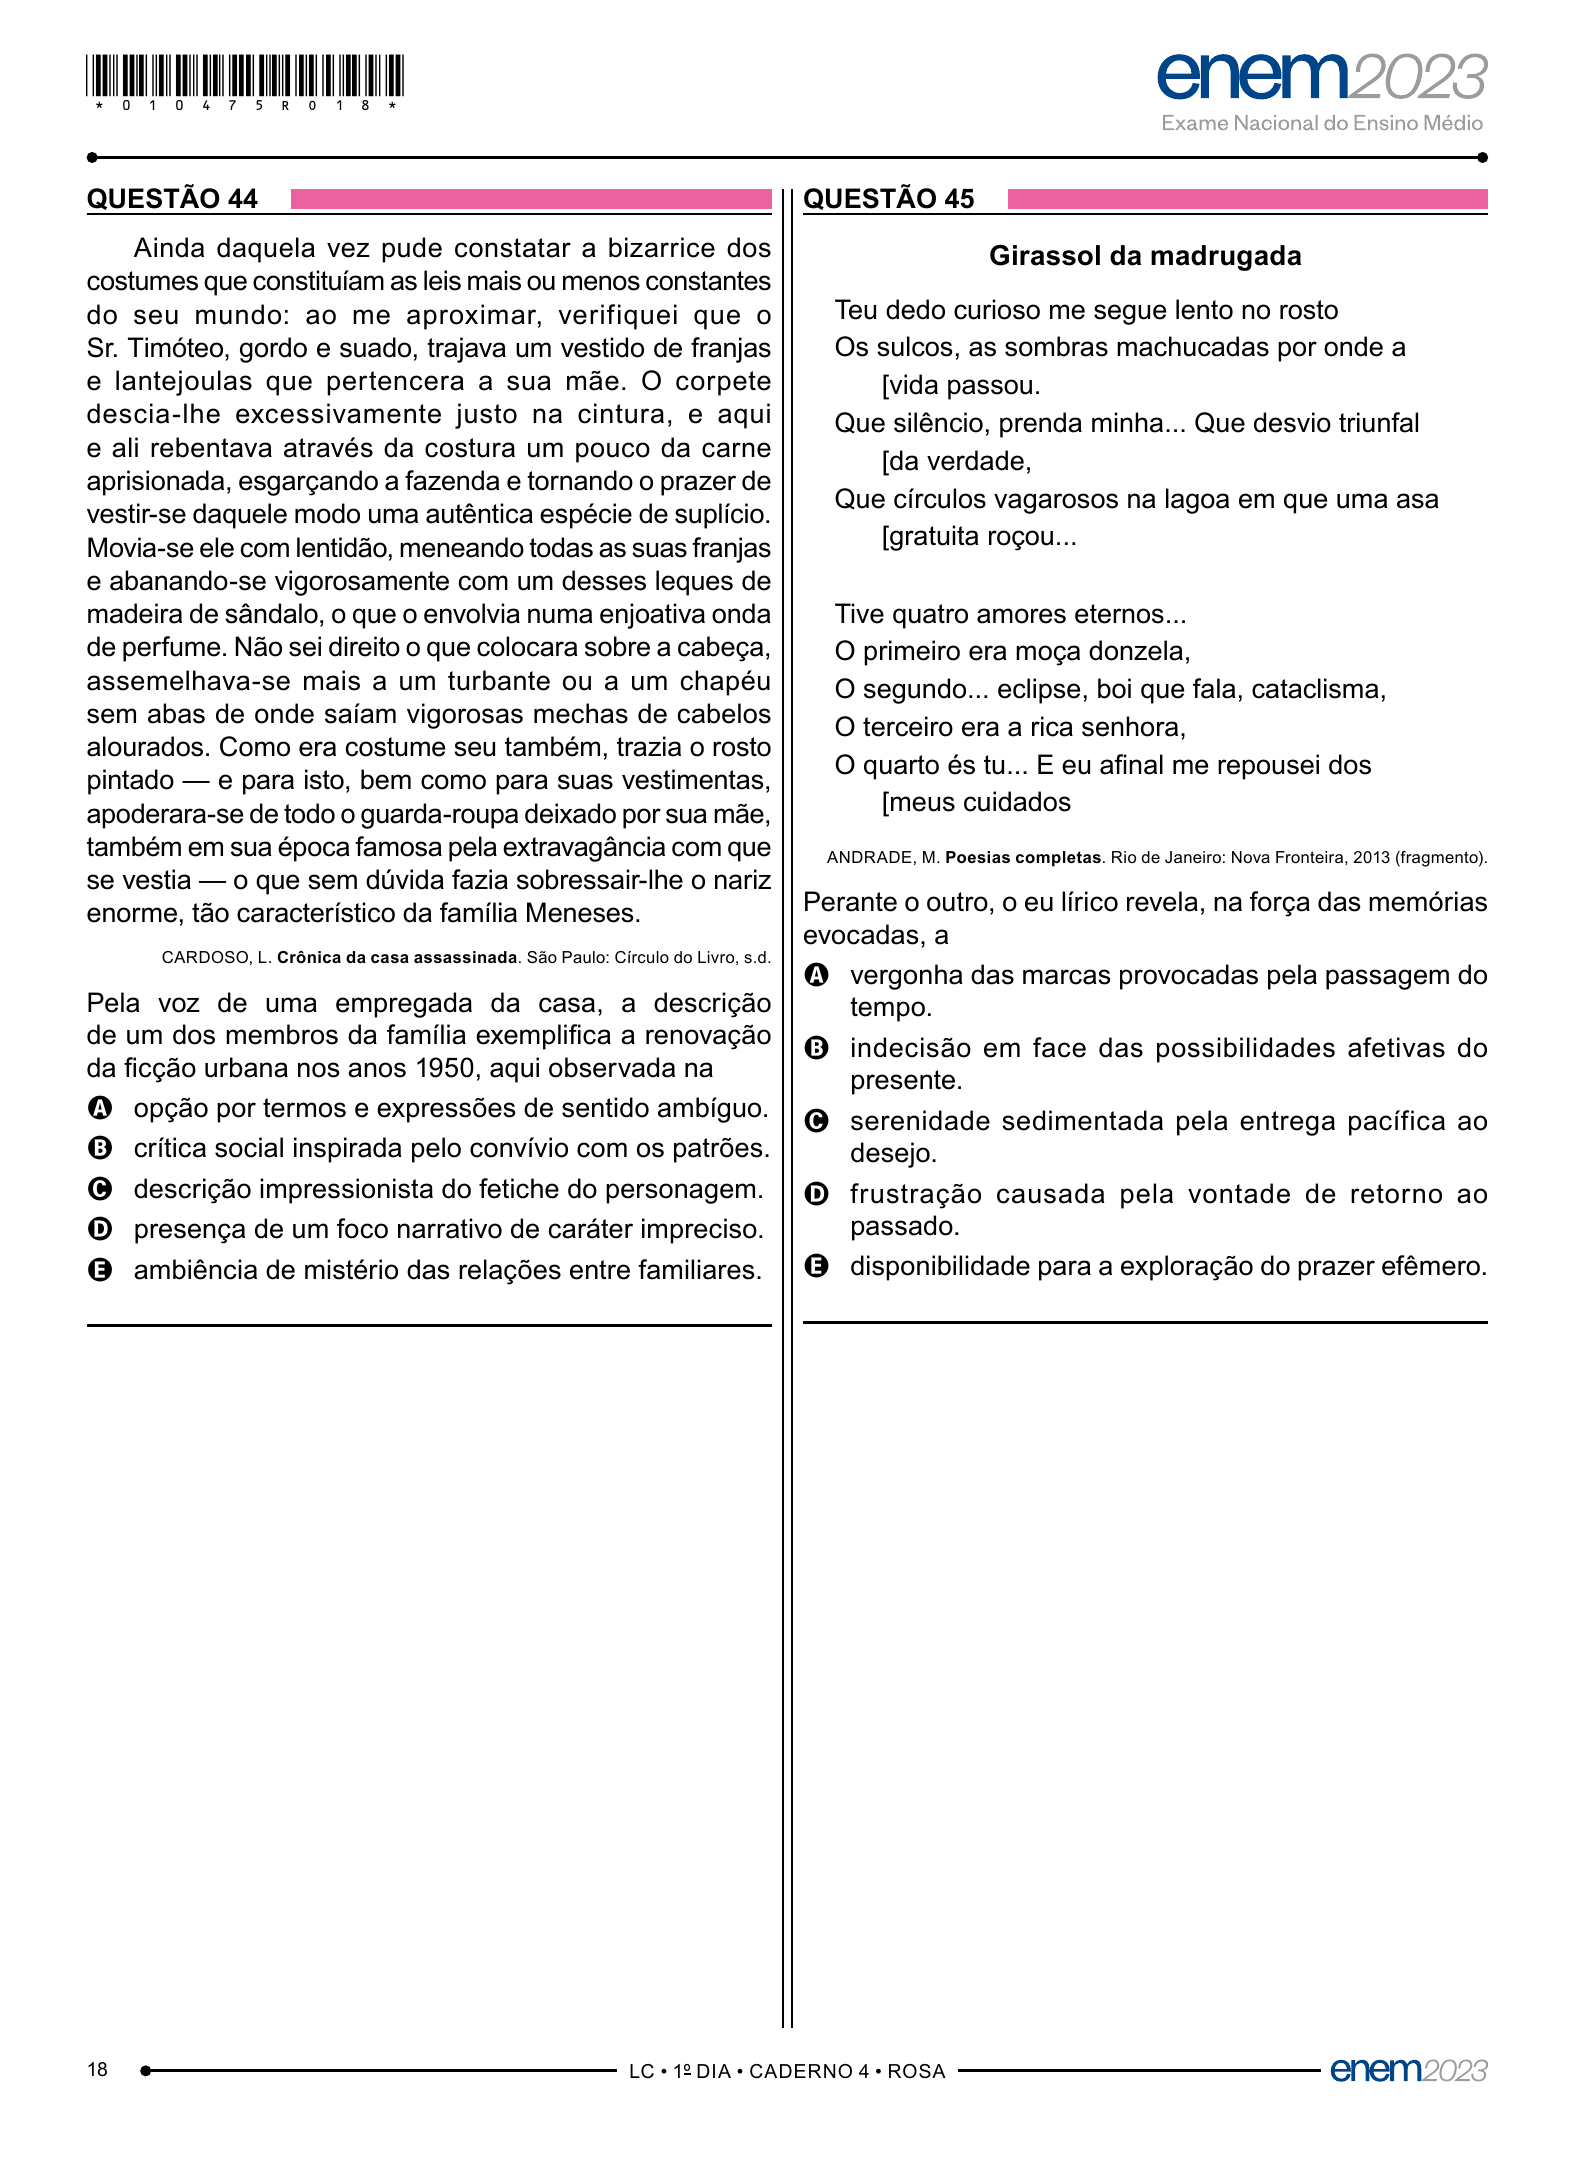 *010475R018*
enem2023
Exame Nacional do Ensino Médio
QUESTÃO 44
Ainda daquela vez pude constatar a bizarrice dos
costumes que constituíam as leis mais ou menos constantes
do seu mundo: ao me aproximar, verifiquei que o
Sr. Timóteo, gordo e suado, trajava um vestido de franjas
e lantejoulas que pertencera a sua mãe. O corpete
descia-lhe excessivamente justo na cintura, e aqui
e ali rebentava através da costura um pouco da carne
aprisionada, esgarçando a fazenda e tornando o prazer de
vestir-se daquele modo uma autêntica espécie de suplício.
Movia-se ele com lentidão, meneando todas as suas franjas
e abanando-se vigorosamente com um desses leques de
madeira de sândalo, o que o envolvia numa enjoativa onda
de perfume. Não sei direito o que colocara sobre a cabeça,
assemelhava-se mais a um turbante ou a um chapéu
sem abas de onde saíam vigorosas mechas de cabelos
alourados. Como era costume seu também, trazia o rosto
pintado — e para isto, bem como para suas vestimentas,
apoderara-se de todo o guarda-roupa deixado por sua mãe,
também em sua época famosa pela extravagância com que
se vestia — o que sem dúvida fazia sobressair-lhe o nariz
enorme, tão característico da família Meneses.
CARDOSO, L. Crônica da casa assassinada. São Paulo: Círculo do Livro, s.d.
Pela voz de uma empregada da casa, a descrição
de um dos membros da família exemplifica a renovação
da ficção urbana nos anos 1950, aqui observada na
A opção por termos e expressões de sentido ambíguo.
B crítica social inspirada pelo convívio com os patrões.
C descrição impressionista do fetiche do personagem.
D presença de um foco narrativo de caráter impreciso.
E ambiência de mistério das relações entre familiares.
QUESTÃO 45
Girassol da madrugada
Teu dedo curioso me segue lento no rosto
Os sulcos, as sombras machucadas por onde a
[vida passou.
Que silêncio, prenda minha... Que desvio triunfal
[da verdade,
Que círculos vagarosos na lagoa em que uma asa
[gratuita roçou...
Tive quatro amores eternos...
O primeiro era moça donzela,
O segundo... eclipse, boi que fala, cataclisma,
O terceiro era a rica senhora,
O quarto és tu... E eu afinal me repousei dos
[meus cuidados
ANDRADE, M. Poesias completas. Rio de Janeiro: Nova Fronteira, 2013 (fragmento).
Perante o outro, o eu lírico revela, na força das memórias
evocadas, a
A vergonha das marcas provocadas pela passagem do
tempo.
B indecisão em face das possibilidades afetivas do
presente.
C serenidade sedimentada pela entrega pacífica ao
desejo.
D frustração causada pela vontade de retorno ao
passado.
E disponibilidade para a exploração do prazer efêmero.
18
LC • 1º DIA • CADERNO 4 • ROSA
enem2023